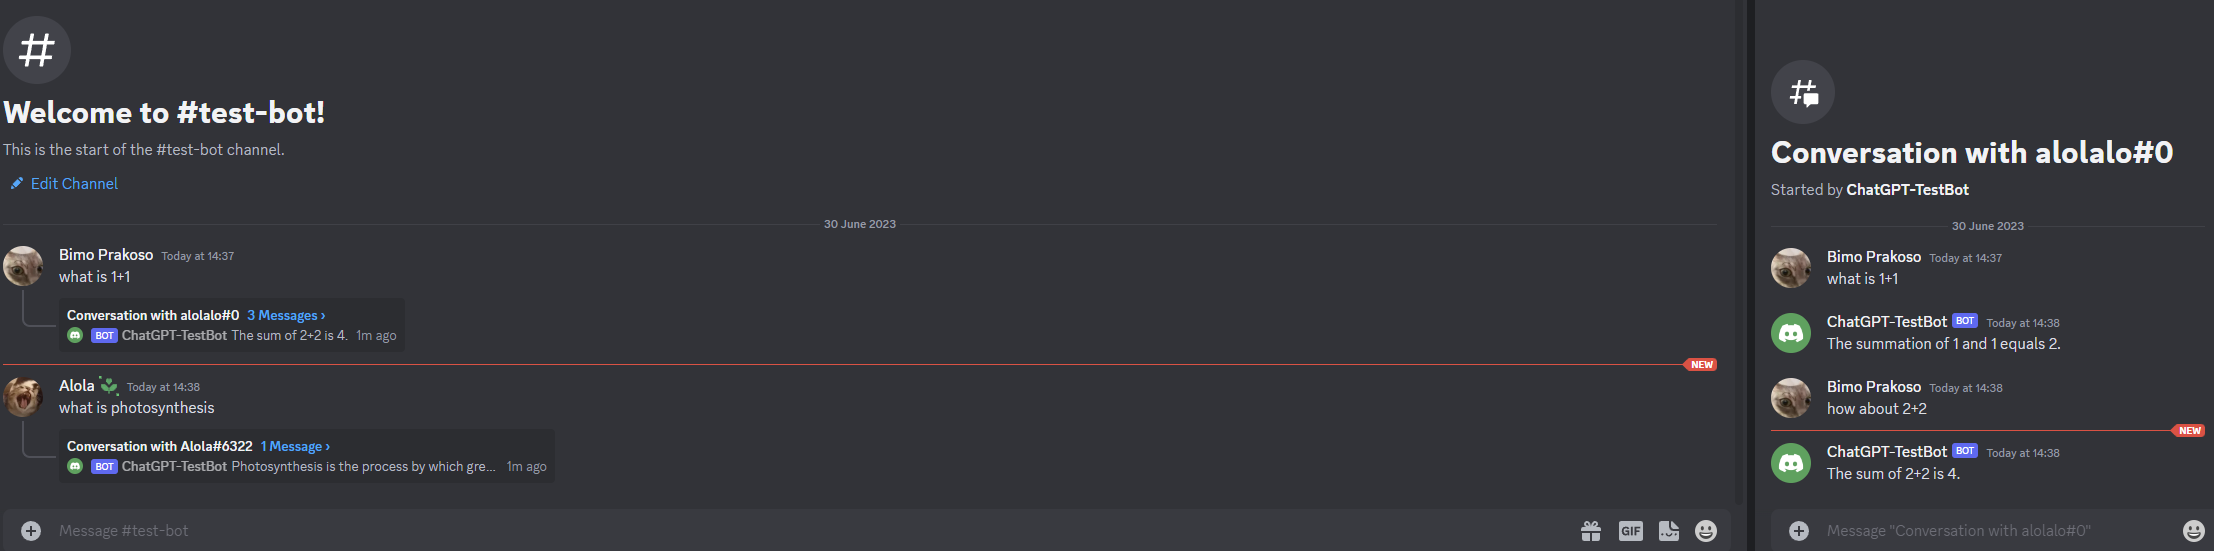 Welcome to #test-bot!
This is the start of the #test-bot channel.
Edit Channel
30 June 2023
Bimo Prakoso Today at 14:37
what is 1+1
Conversation with alolalo#0 3 Messages ›
BOT ChatGPT-TestBot The sum of 2+2 is 4. 1m ago
NEW
Alola Today at 14:38
what is photosynthesis
Conversation with Alola#6322 1 Message ›
BOT ChatGPT-TestBot Photosynthesis is the process by which gre... 1m ago
Message #test-bot
GIF
Conversation with alolalo#0
Started by ChatGPT-TestBot
30 June 2023
Bimo Prakoso Today at 14:37
what is 1+1
ChatGPT-TestBot BOT Today at 14:38
The summation of 1 and 1 equals 2.
Bimo Prakoso Today at 14:38
how about 2+2
NEW
ChatGPT-TestBot BOT Today at 14:38
The sum of 2+2 is 4.
Message "Conversation with alolalo#0"